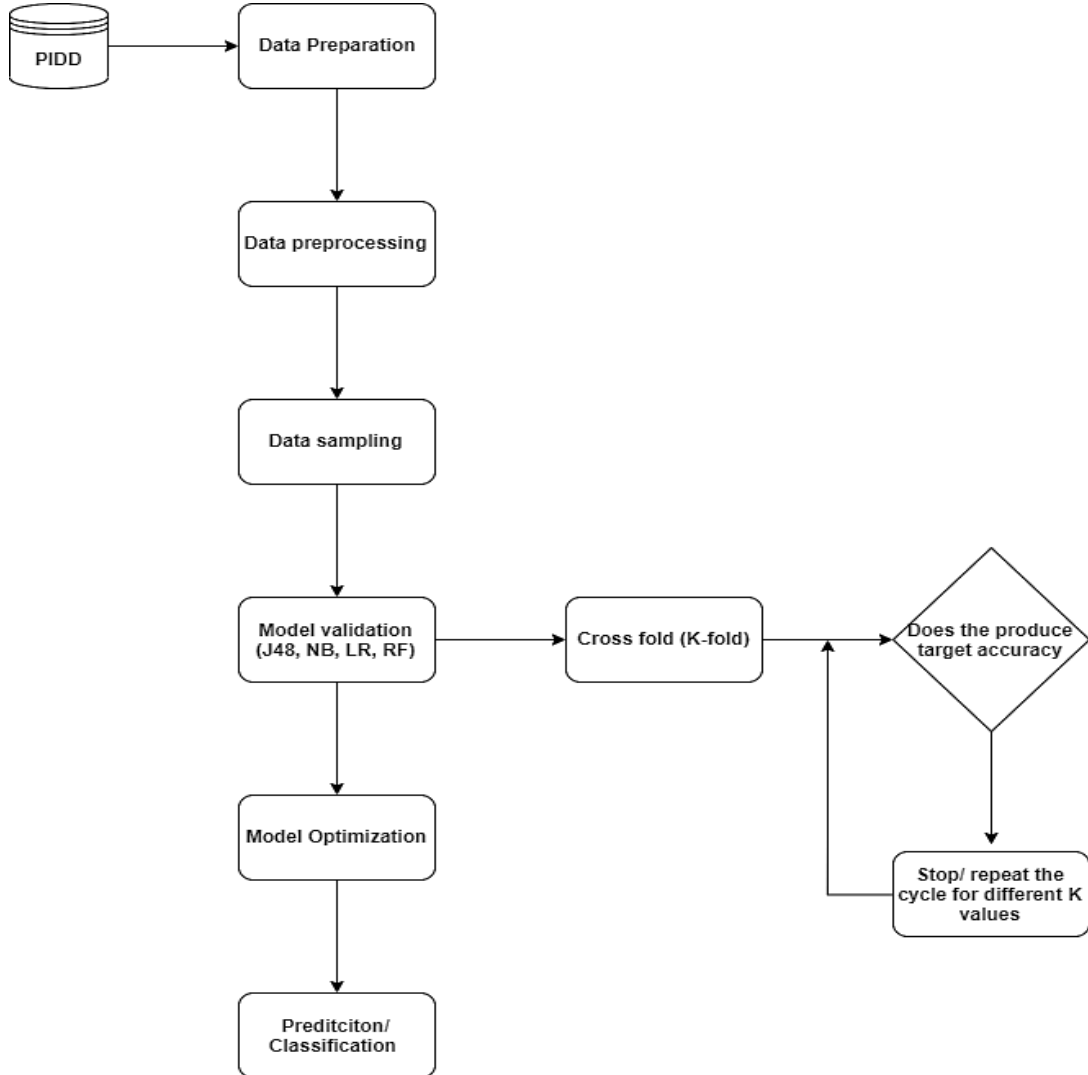 PIDD
Data Preparation
Data preprocessing
Data sampling
Model validation
(J48, NB, LR, RF)
Cross fold (K-fold)
Does the produce
target accuracy
Model Optimization
Stop/ repeat the
cycle for different K
values
Preditciton/
Classification